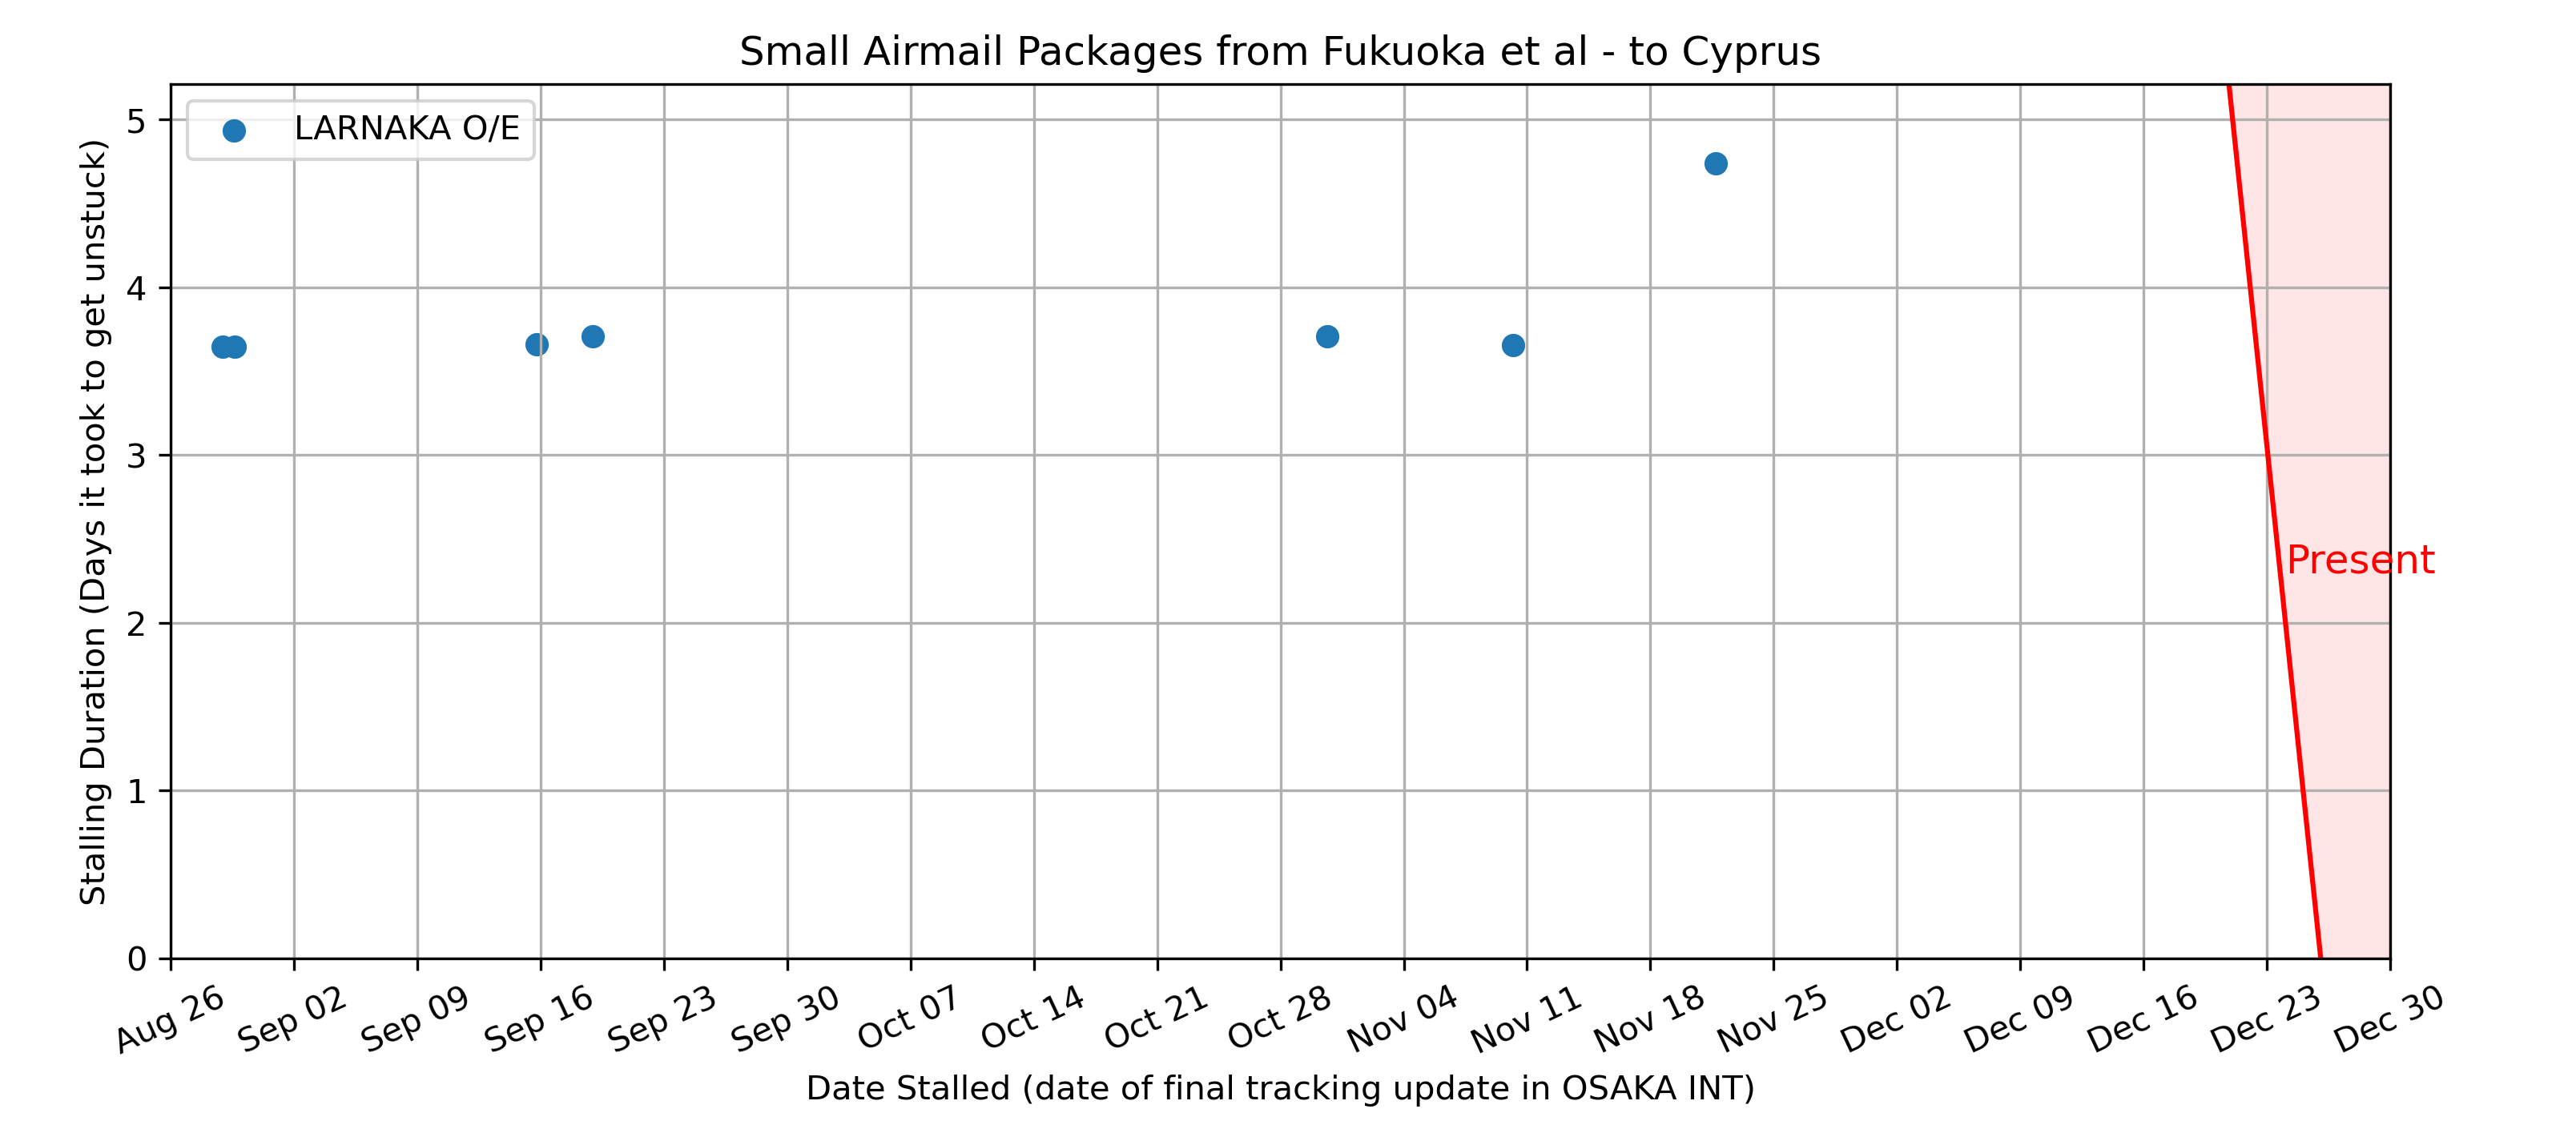 Small Airmail Packages from Fukuoka et al - to Cyprus
LARNAKA O/E
Stalling Duration (Days it took to get unstuck)
5
4
3
2
1
0
Present
Aug 26
Sep 02
Sep 09
Sep 16
Sep 23
Sep 30
Oct 07
Oct 14
Oct 21
Oct 28
Nov 04
Nov 11
Nov 18
Nov 25
Dec 02
Dec 09
Dec 16
Dec 23
Dec 30
Date Stalled (date of final tracking update in OSAKA INT)